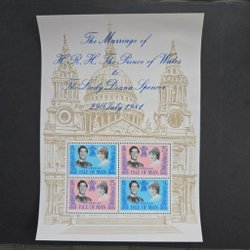 The Marriage of
H.R.H. The Prince of Wales
to
The Lady Diana Spencer
29th July 1981
ISLE OF MAN
ISLE OF MAN
ISLE OF MAN
ISLE OF MAN